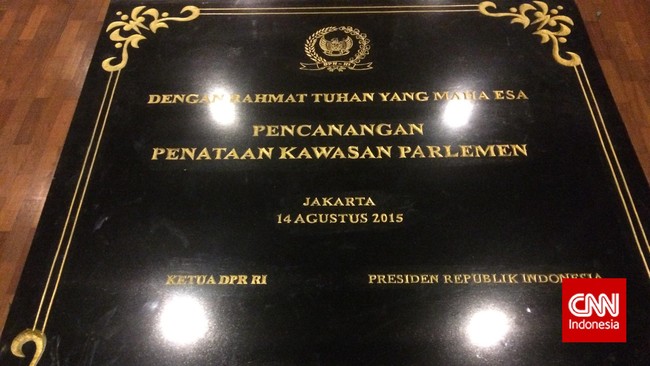 DPR - RI
DENGAN RAHMAT TUHAN YANG MAHA ESA
PENCANANGAN
PENATAAN KAWASAN PARLEMEN
JAKARTA
14 AGUSTUS 2015
KETUA DPR RI
PRESIDEN REPUBLIK INDONESIA
CNN
Indonesia